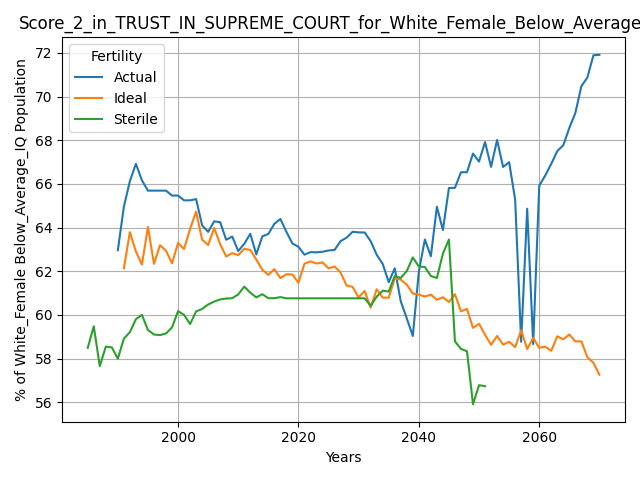 Score_2_in_TRUST_IN_SUPREME_COURT_for_White_Female_Below_Average
Fertility
Actual
Ideal
Sterile
% of White_Female Below_Average_IQ Population
72
70
68
66
64
62
60
58
56
2000
2020
2040
2060
Years